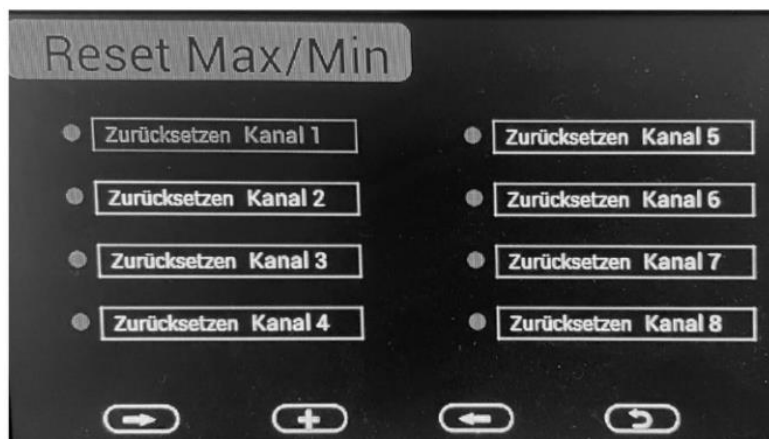 Reset Max/Min
Zurücksetzen Kanal 1
Zurücksetzen Kanal 2
Zurücksetzen Kanal 3
Zurücksetzen Kanal 4
Zurücksetzen Kanal 5
Zurücksetzen Kanal 6
Zurücksetzen Kanal 7
Zurücksetzen Kanal 8